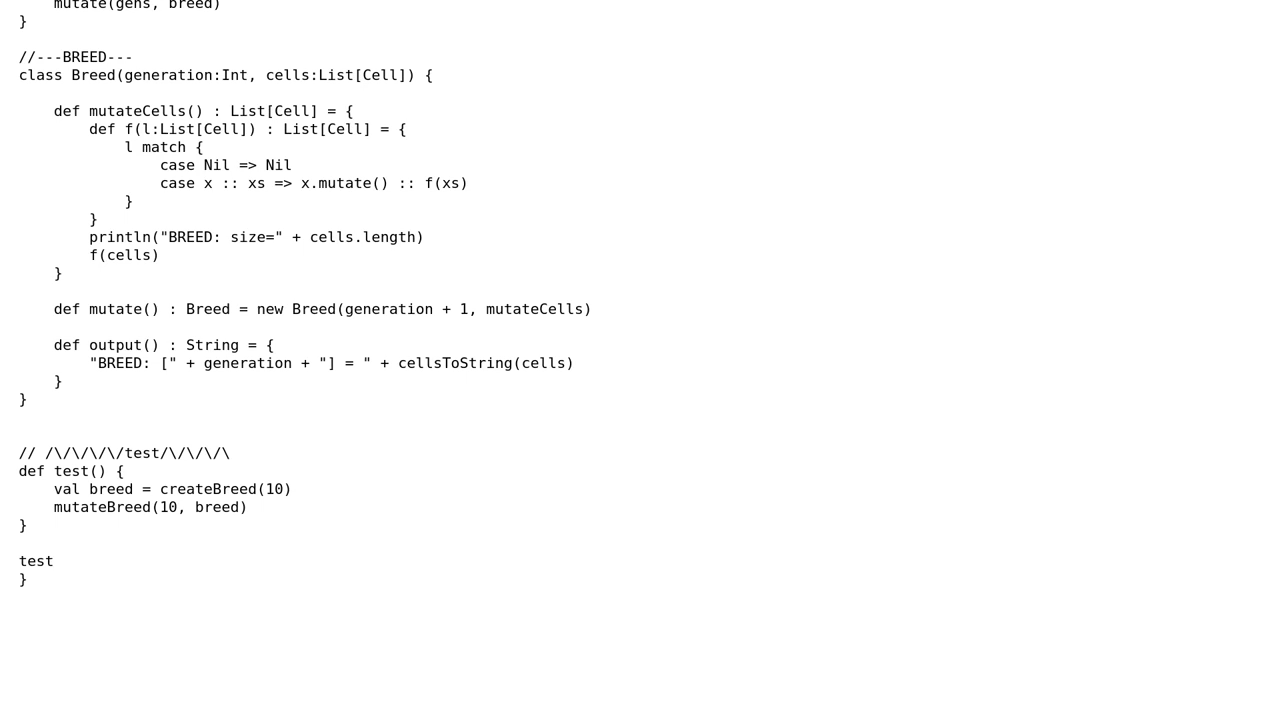 mutate(gens, breed)
}

//---BREED---
class Breed(generation:Int, cells:List[Cell]) {

    def mutateCells() : List[Cell] = {
        def f(l:List[Cell]) : List[Cell] = {
            l match {
                case Nil => Nil
                case x :: xs => x.mutate() :: f(xs)
            }
        }
        println("BREED: size=" + cells.length)
        f(cells)
    }

    def mutate() : Breed = new Breed(generation + 1, mutateCells)

    def output() : String = {
        "BREED: [" + generation + "] = " + cellsToString(cells)
    }
}


// /\/\/\/\/test/\/\/\/\
def test() {
    val breed = createBreed(10)
    mutateBreed(10, breed)
}

test
}